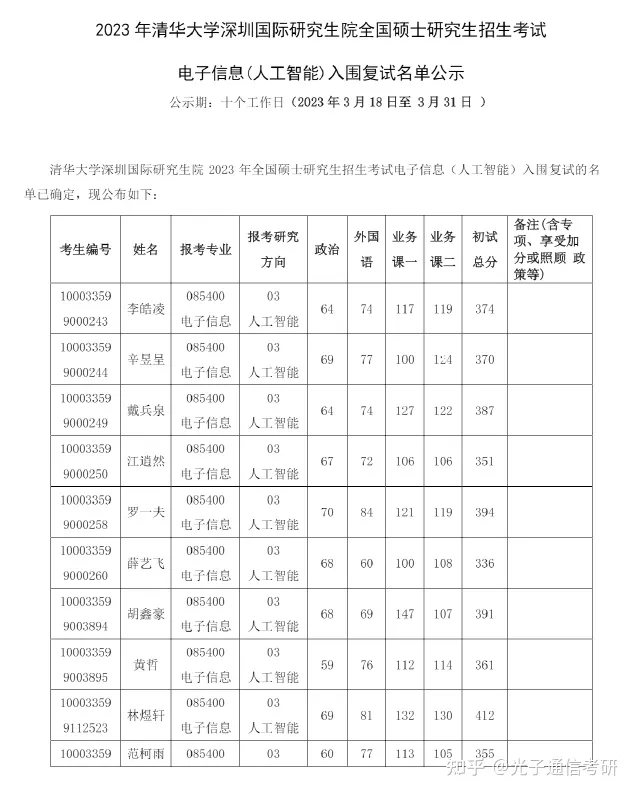 2023 年清华大学深圳国际研究生院全国硕士研究生招生考试
电子信息(人工智能)入围复试名单公示
公示期：十个工作日（2023 年 3 月 18 日至 3 月 31 日 ）
清华大学深圳国际研究生院 2023 年全国硕士研究生招生考试电子信息（人工智能）入围复试的名
单已确定，现公布如下：
考生编号 姓名 报考专业 报考研究方向 政治 外国语 业务课一 业务课二 初试总分 备注(含专项、享受加分或照顾 政策等)
100033599000243 李皓凌 085400 电子信息 03 人工智能 64 74 117 119 374
100033599000244 辛昱呈 085400 电子信息 03 人工智能 69 77 100 124 370
100033599000249 戴兵泉 085400 电子信息 03 人工智能 64 74 127 122 387
100033599000250 江逍然 085400 电子信息 03 人工智能 67 72 106 106 351
100033599000258 罗一夫 085400 电子信息 03 人工智能 70 84 121 119 394
100033599000260 薛艺飞 085400 电子信息 03 人工智能 68 60 100 108 336
100033599003894 胡鑫豪 085400 电子信息 03 人工智能 68 69 147 107 391
100033599003895 黄哲 085400 电子信息 03 人工智能 59 76 112 114 361
100033599112523 林煜轩 085400 电子信息 03 人工智能 69 81 132 130 412
10003359 范柯雨 085400 03 60 77 113 105 355
知乎 @光子通信考研